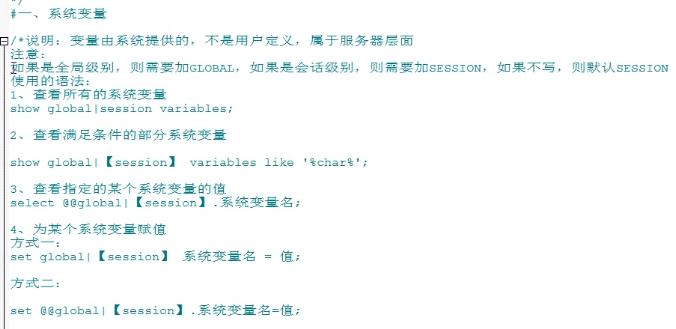 */
#一、系统变量
/*说明：变量由系统提供的，不是用户定义，属于服务器层面
注意：
如果是全局级别，则需要加GLOBAL，如果是会话级别，则需要加SESSION，如果不写，则默认SESSION
使用的语法：
1、查看所有的系统变量
show global|session variables;
2、查看满足条件的部分系统变量
show global|【session】 variables like '%char%';
3、查看指定的某个系统变量的值
select @@global|【session】.系统变量名;
4、为某个系统变量赋值
方式一：
set global|【session】 系统变量名 = 值;
方式二：
set @@global|【session】.系统变量名=值;